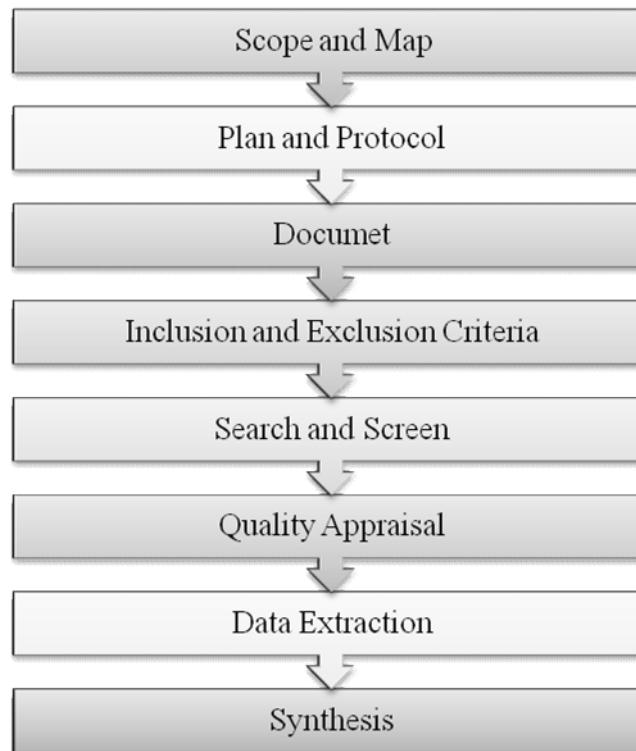 Scope and Map
Plan and Protocol
Documet
Inclusion and Exclusion Criteria
Search and Screen
Quality Appraisal
Data Extraction
Synthesis